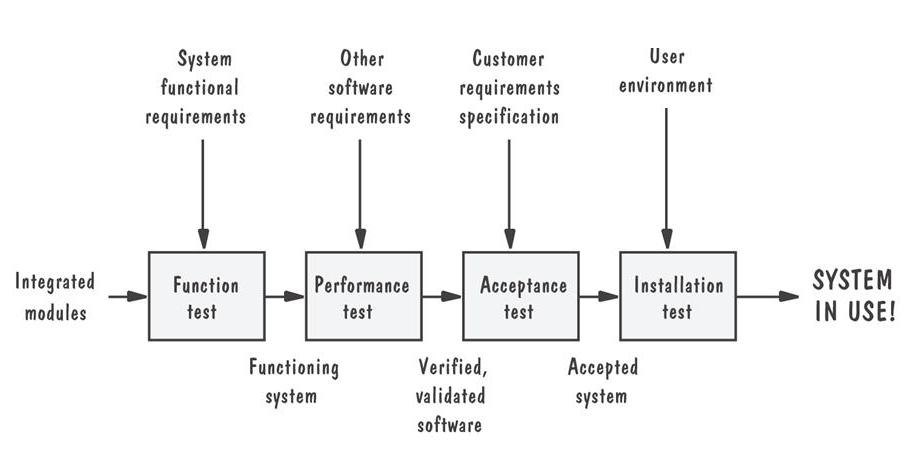 System
functional
requirements
Other
software
requirements
Customer
requirements
specification
User
environment
Integrated
modules
Function
test
Performance
test
Acceptance
test
Installation
test
SYSTEM
IN USE!
Functioning
system
Verified,
validated
software
Accepted
system